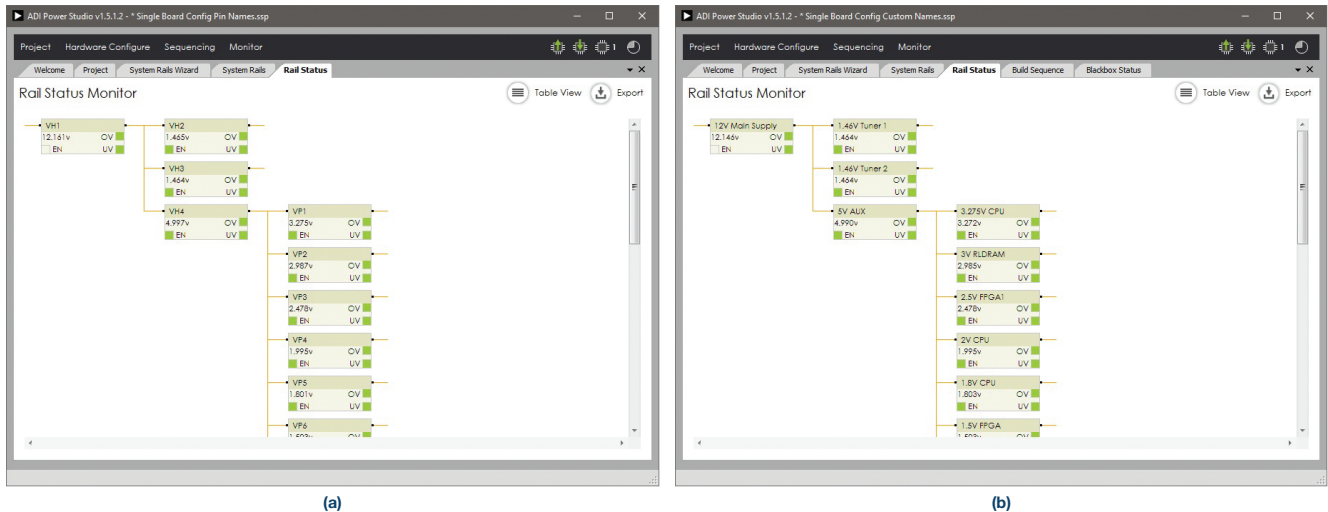 ADI Power Studio v1.5.1.2 - * Single Board Config Pin Names.ssp
Project Hardware Configure Sequencing Monitor 1
Welcome Project System Rails Wizard System Rails Rail Status
Rail Status Monitor Table View Export
VH1
12.161v OV
EN UV
VH2
1.465v OV
EN UV
VH3
1.464v OV
EN UV
VH4
4.997v OV
EN UV
VP1
3.275v OV
EN UV
VP2
2.987v OV
EN UV
VP3
2.478v OV
EN UV
VP4
1.995v OV
EN UV
VP5
1.801v OV
EN UV
VP6
(a)
ADI Power Studio v1.5.1.2 - * Single Board Config Custom Names.ssp
Project Hardware Configure Sequencing Monitor 1
Welcome Project System Rails Wizard System Rails Rail Status Build Sequence Blackbox Status
Rail Status Monitor Table View Export
12V Main Supply
12.146v OV
EN UV
1.46V Tuner 1
1.464v OV
EN UV
1.46V Tuner 2
1.464v OV
EN UV
5V AUX
4.990v OV
EN UV
3.275V CPU
3.272v OV
EN UV
3V RLDRAM
2.985v OV
EN UV
2.5V FPGA1
2.478v OV
EN UV
2V CPU
1.995v OV
EN UV
1.8V CPU
1.803v OV
EN UV
1.5V FPGA
(b)